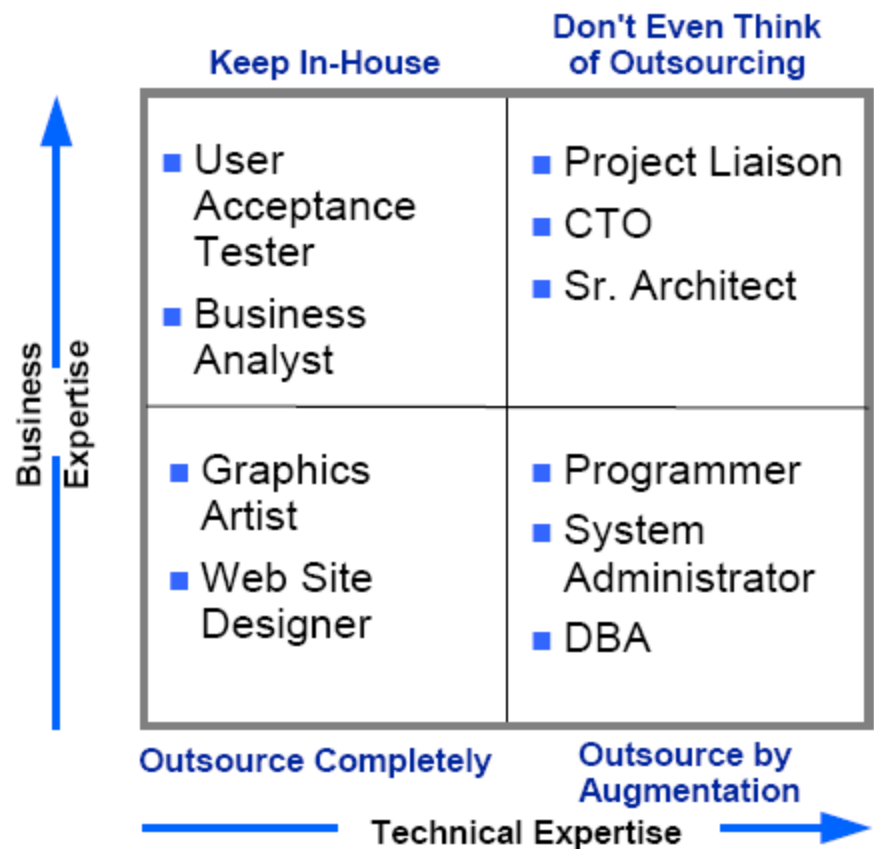 Keep In-House
Don't Even Think
of Outsourcing
User
Acceptance
Tester
Business
Analyst
Project Liaison
CTO
Sr. Architect
Business
Expertise
Graphics
Artist
Web Site
Designer
Programmer
System
Administrator
DBA
Outsource Completely
Outsource by
Augmentation
Technical Expertise